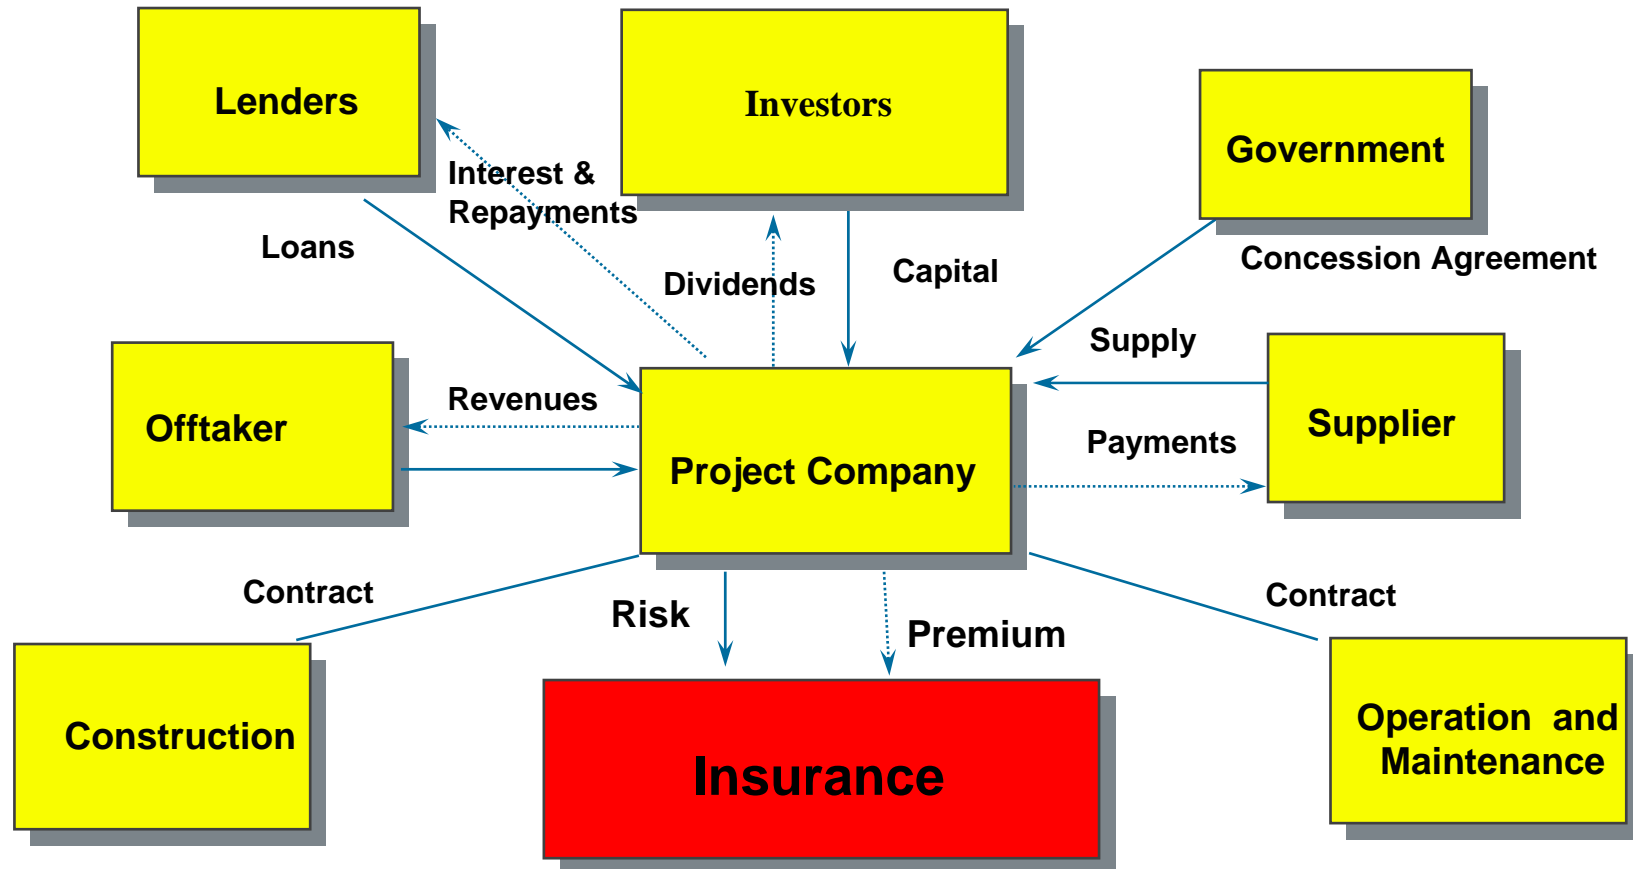 Lenders
Investors
Government
Interest &
Repayments
Loans
Dividends
Capital
Concession Agreement
Supply
Offtaker
Revenues
Project Company
Payments
Supplier
Contract
Risk
Premium
Contract
Construction
Insurance
Operation and
Maintenance